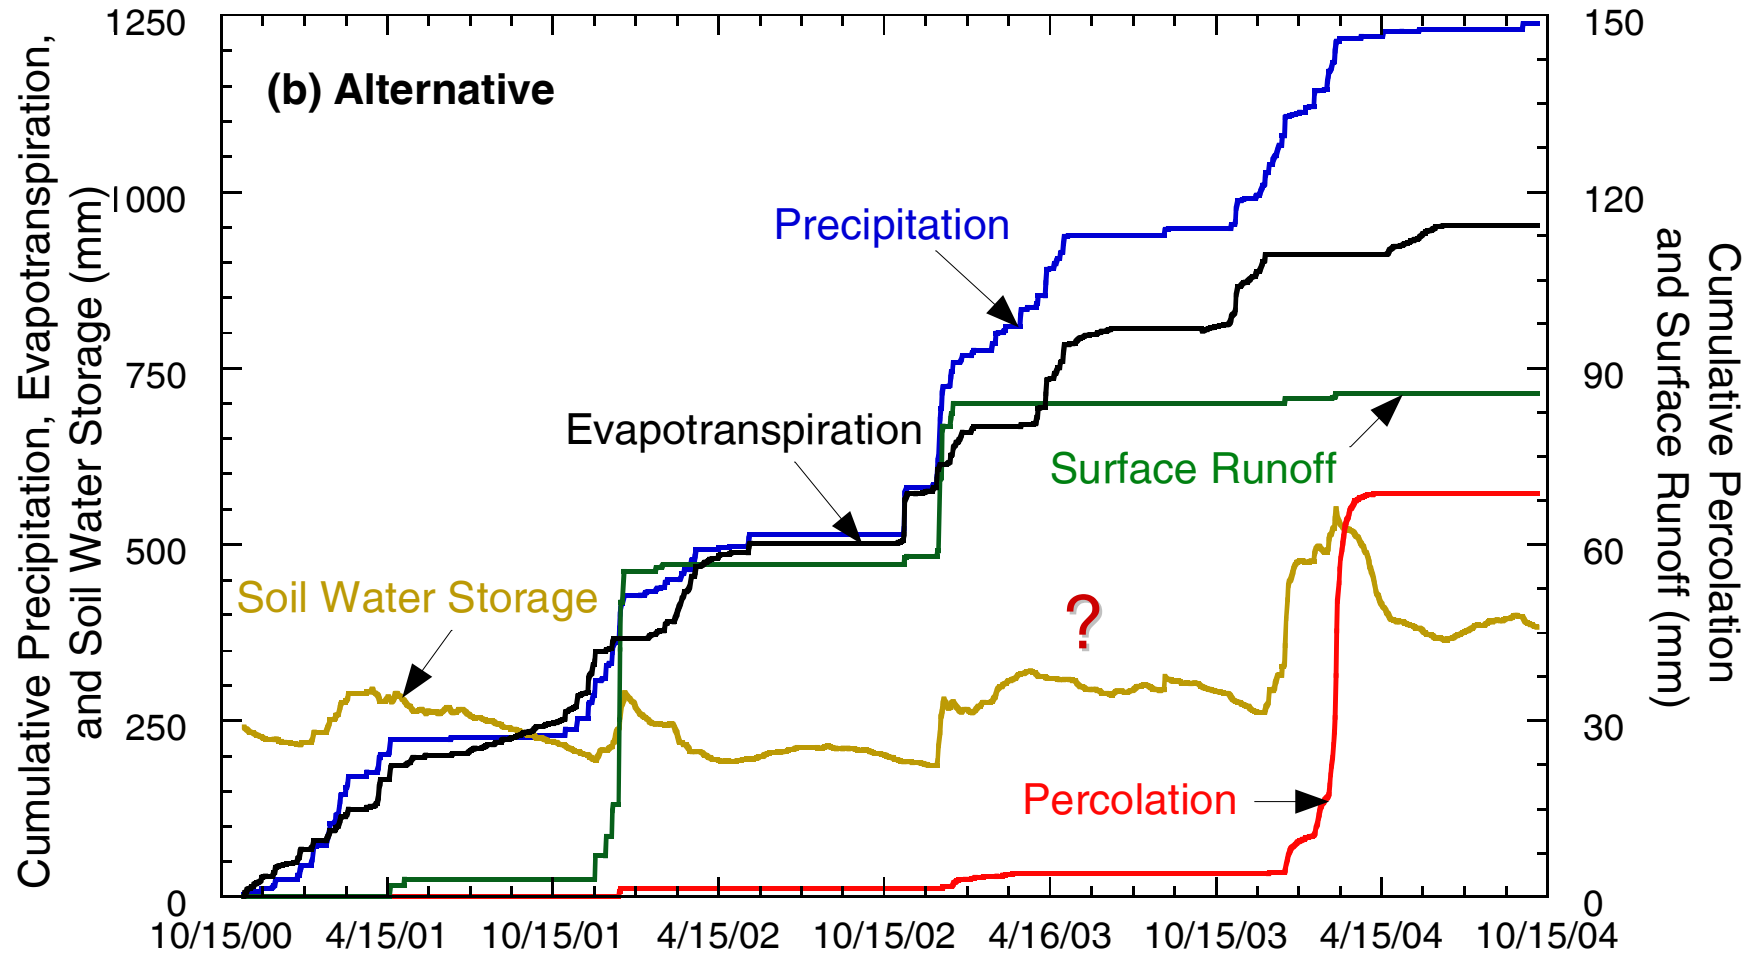 Cumulative Precipitation, Evapotranspiration,
and Soil Water Storage (mm)
1250
1000
750
500
250
0
(b) Alternative
Precipitation
Evapotranspiration
Surface Runoff
Soil Water Storage
?
Percolation
150
120
90
60
30
0
Cumulative Percolation
and Surface Runoff (mm)
10/15/00 4/15/01 10/15/01 4/15/02 10/15/02 4/16/03 10/15/03 4/15/04 10/15/04